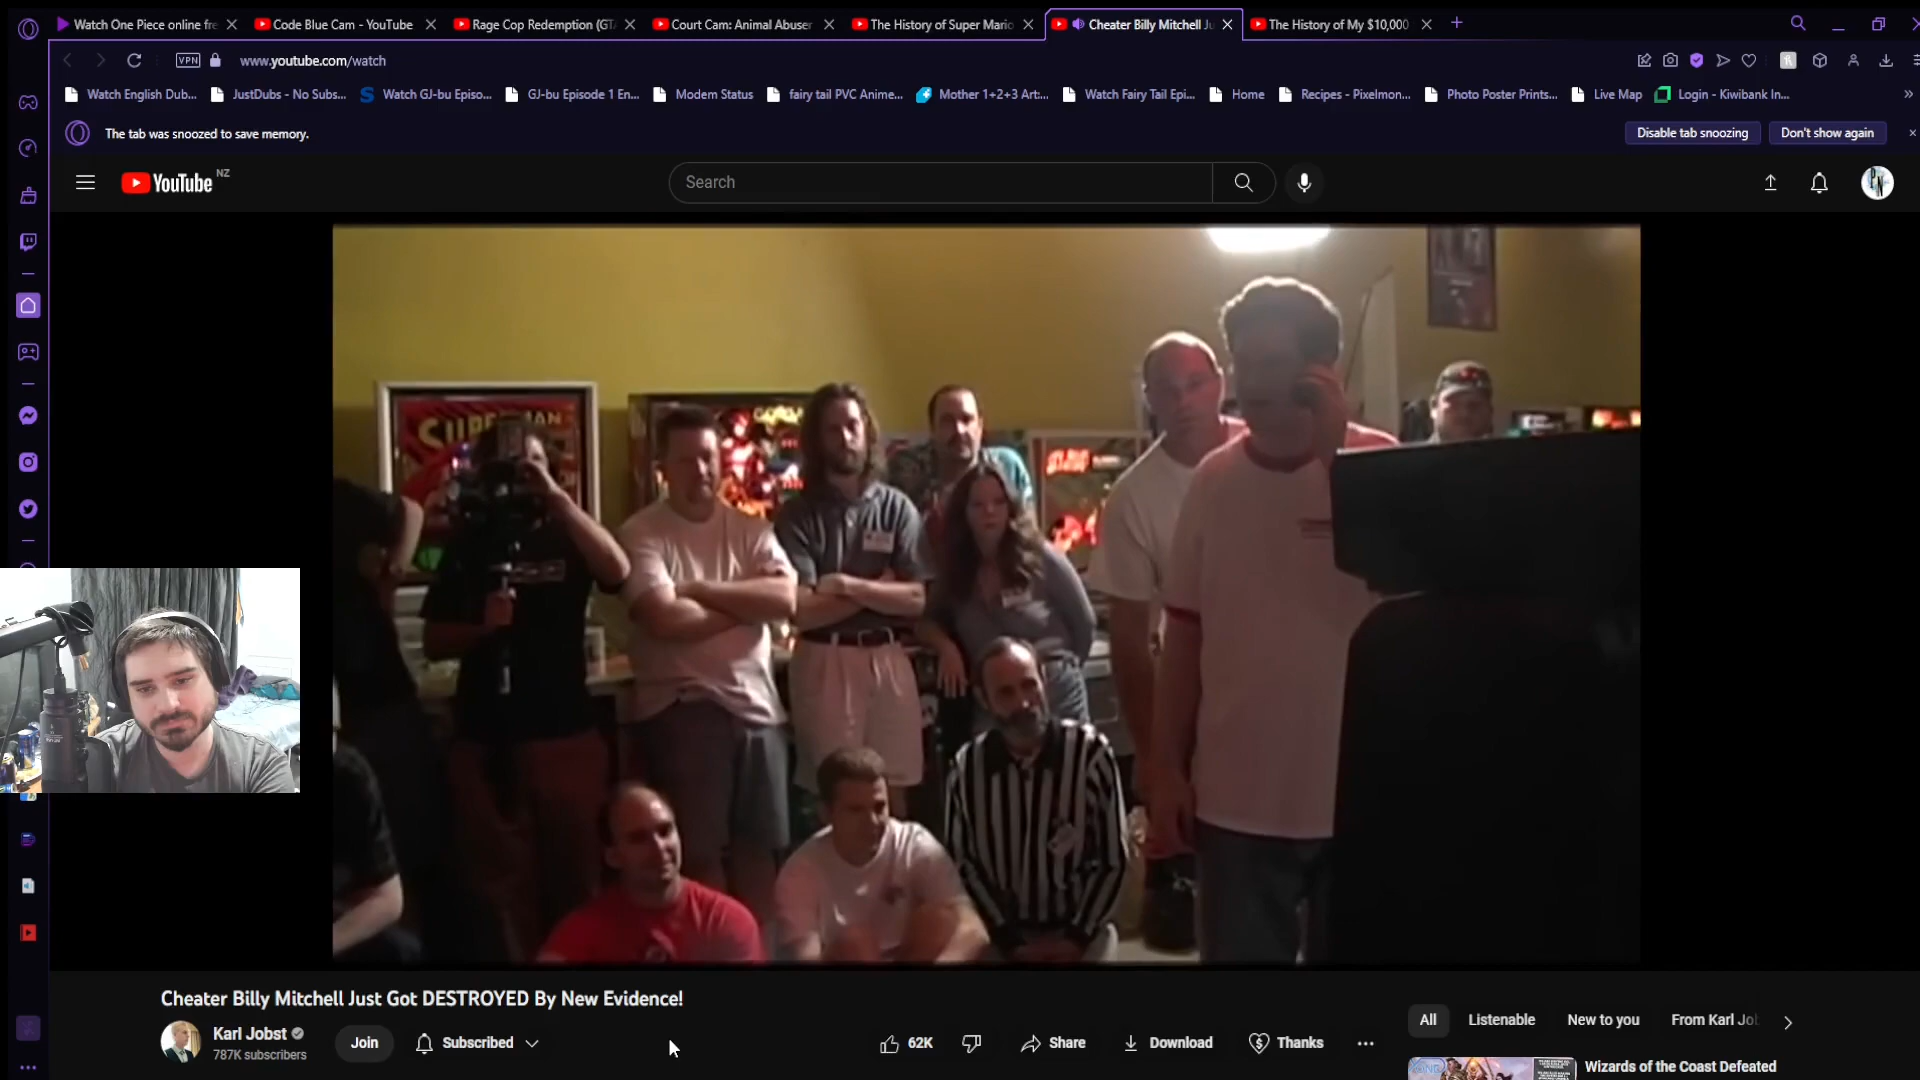 Watch One Piece online fre
Code Blue Cam - YouTube
Rage Cop Redemption (GTA
Court Cam: Animal Abuser
The History of Super Mario
Cheater Billy Mitchell Ju
The History of My $10,000
VPN
www.youtube.com/watch
Watch English Dub...
JustDubs - No Subs...
Watch GJ-bu Episo...
GJ-bu Episode 1 En...
Modem Status
fairy tail PVC Anime...
Mother 1+2+3 Art:...
Watch Fairy Tail Epi...
Home
Recipes - Pixelmon...
Photo Poster Prints...
Live Map
Login - Kiwibank In...
The tab was snoozed to save memory.
Disable tab snoozing
Don't show again
YouTube NZ
Search
SUPERMAN
Cheater Billy Mitchell Just Got DESTROYED By New Evidence!
Karl Jobst
787K subscribers
Join
Subscribed
62K
Share
Download
Thanks
All
Listenable
New to you
From Karl Jo
Wizards of the Coast Defeated